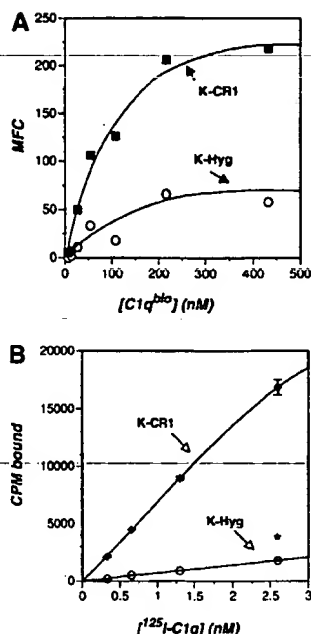 A
250
200
150
100
50
0
MFC
K-CR1
K-Hyg
0 100 200 300 400 500
[C1q^bio] (nM)
B
20000
15000
10000
5000
0
CPM bound
K-CR1
K-Hyg
0 0.5 1 1.5 2 2.5 3
[¹²⁵I-C1q] (nM)